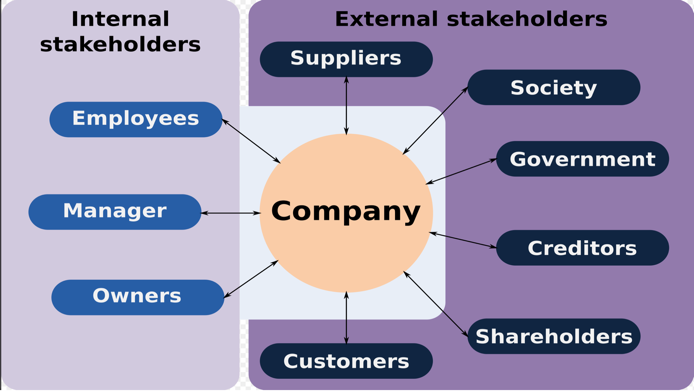 Internal
stakeholders
External stakeholders
Suppliers
Society
Employees
Government
Manager
Company
Creditors
Owners
Shareholders
Customers